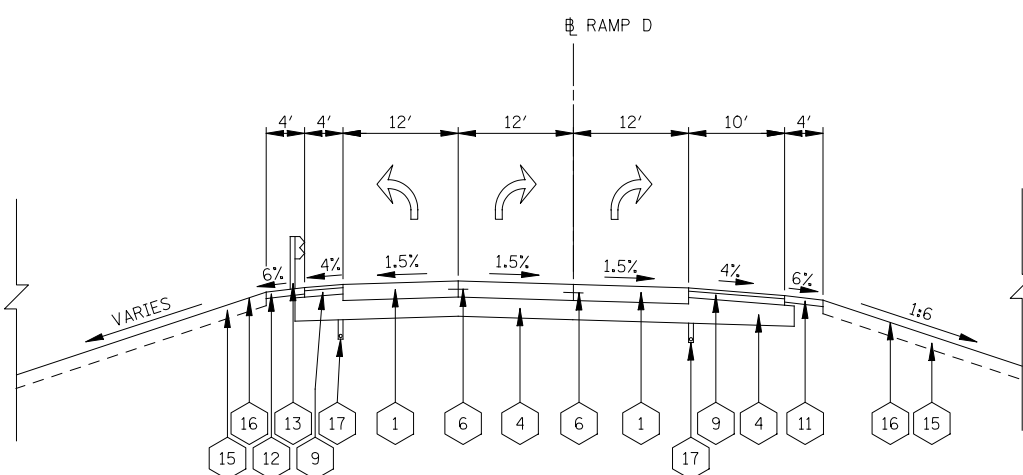 ℄ RAMP D
4' 4' 12' 12' 12' 10' 4'
6% 4% 1.5% 1.5% 1.5% 4% 6%
VARIES 1:6
16 13 17 1 6 4 6 1 9 4 11 16 15
15 12 9 17